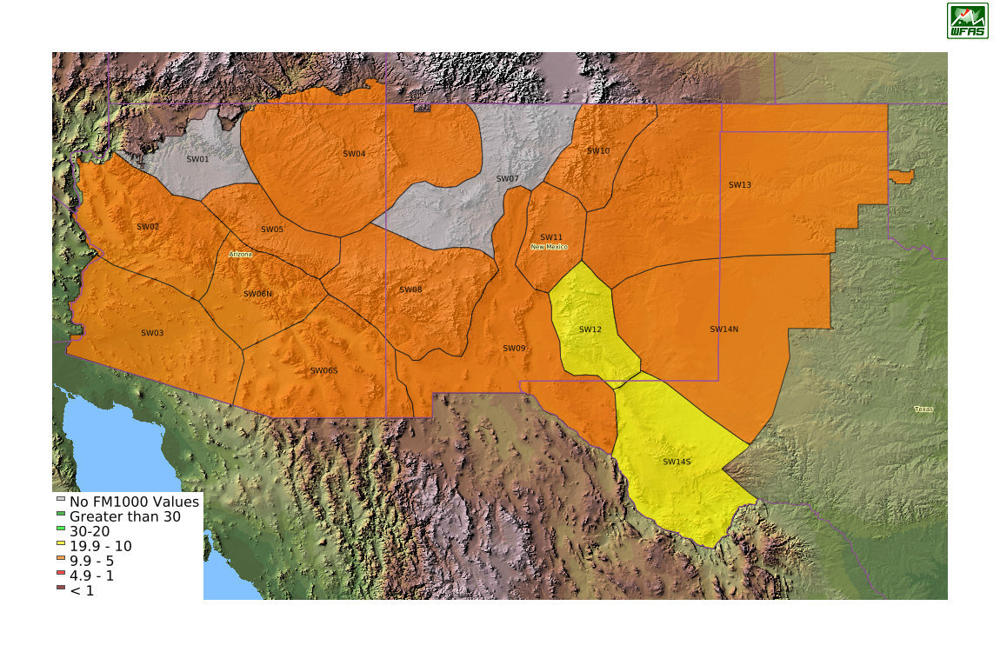 WFAS
SW01
SW04
SW10
SW07
SW13
SW02
SW05
SW11
New Mexico
Arizona
SW08
SW06N
SW12
SW14N
SW03
SW09
SW06S
Texas
SW14S
No FM1000 Values
Greater than 30
30-20
19.9 - 10
9.9 - 5
4.9 - 1
< 1